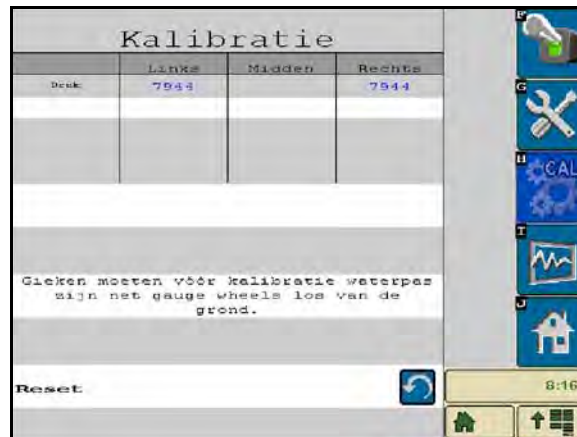 Kalibratie
Links Midden Rechts
Druk 7944 7944
Gieken moeten vóór kalibratie waterpas
zijn met gauge wheels los van de
grond.
Reset
F
G
H
CAL
I
J
8:16